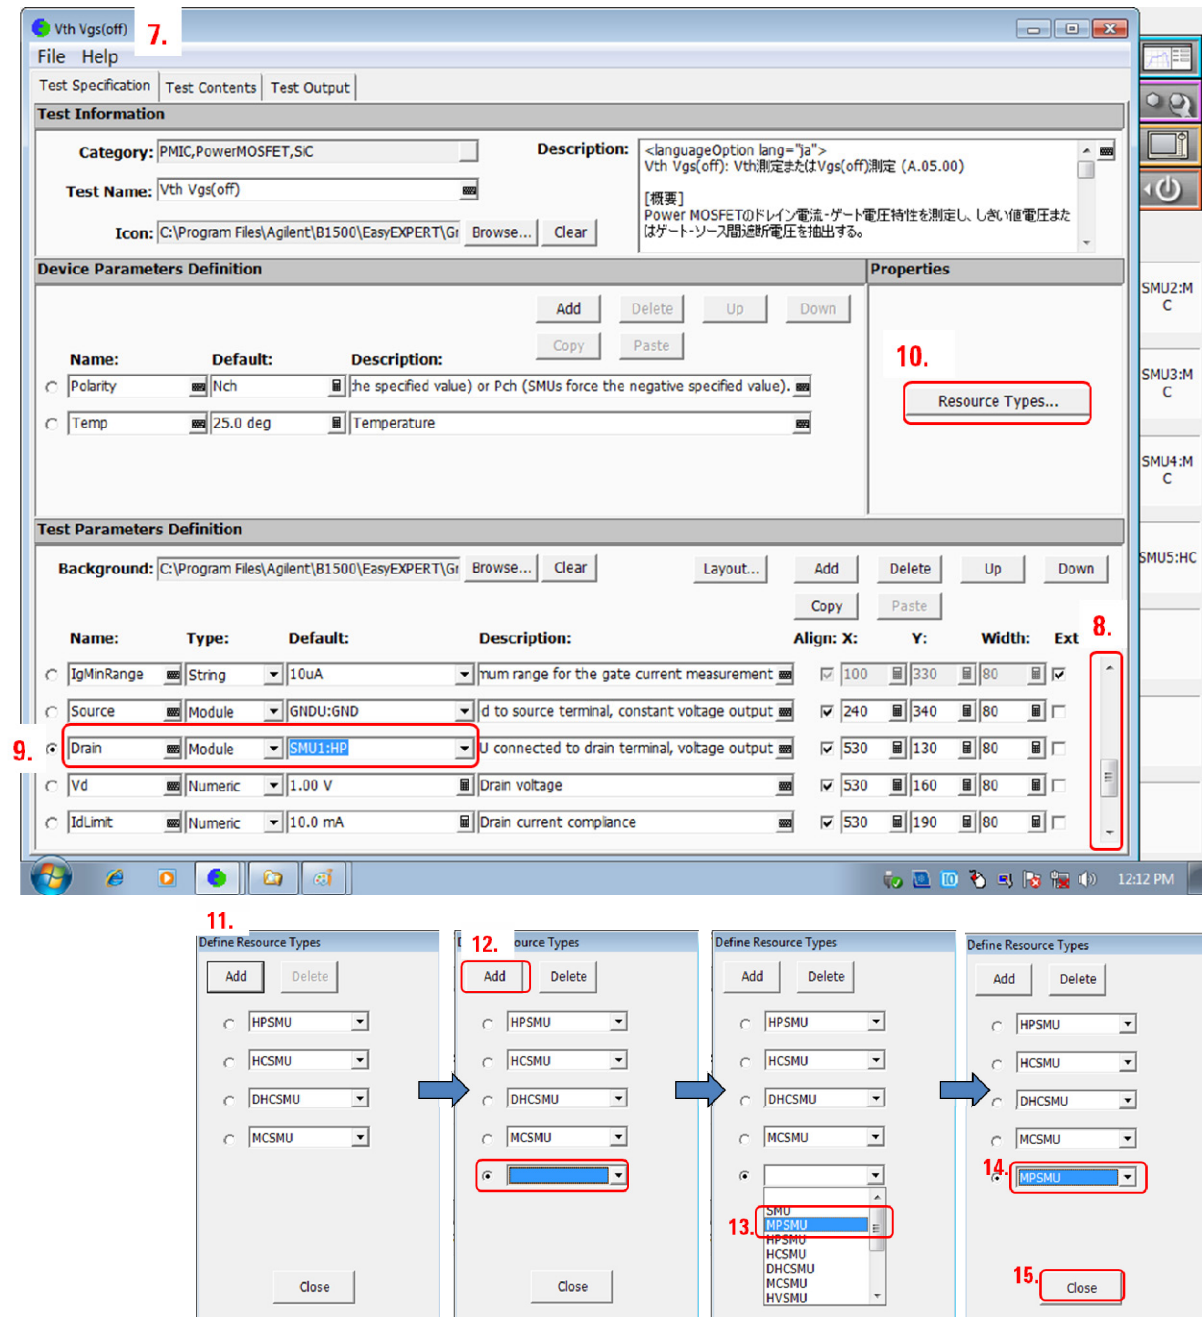 Vth Vgs(off)
7.
File Help
Test Specification Test Contents Test Output
Test Information
Category: PMIC,PowerMOSFET,SiC
Description: <languageOption lang="ja">
Vth Vgs(off): Vth測定またはVgs(off)測定 (A.05.00)
Test Name: Vth Vgs(off)
[概要]
Power MOSFETのドレイン電流-ゲート電圧特性を測定し、しきい値電圧また
はゲート-ソース間遮断電圧を抽出する。
Icon: C:\Program Files\Agilent\B1500\EasyEXPERT\Gr Browse... Clear
Device Parameters Definition
Properties
Add Delete Up Down
Copy Paste
Name: Default: Description:
Polarity Nch the specified value) or Pch (SMUs force the negative specified value).
Temp 25.0 deg Temperature
10.
Resource Types...
SMU2:M
C
SMU3:M
C
SMU4:M
C
SMU5:HC
Test Parameters Definition
Background: C:\Program Files\Agilent\B1500\EasyEXPERT\Gr Browse... Clear Layout... Add Delete Up Down
Copy Paste
8.
Name: Type: Default: Description: Align: X: Y: Width: Ext
IgMinRange String 10uA mum range for the gate current measurement 100 330 80
Source Module GNDU:GND d to source terminal, constant voltage output 240 340 80
9.
Drain Module SMU1:HP U connected to drain terminal, voltage output 530 130 80
Vd Numeric 1.00 V Drain voltage 530 160 80
IdLimit Numeric 10.0 mA Drain current compliance 530 190 80
12:12 PM
11.
Define Resource Types
Add Delete
HPSMU
HCSMU
DHCSMU
MCSMU
Close
12.
ource Types
Add Delete
HPSMU
HCSMU
DHCSMU
MCSMU
Close
Define Resource Types
Add Delete
HPSMU
HCSMU
DHCSMU
MCSMU
13.
SMU
MPSMU
HPSMU
HCSMU
DHCSMU
MCSMU
HVSMU
Define Resource Types
Add Delete
HPSMU
HCSMU
DHCSMU
MCSMU
14.
MPSMU
15.
Close